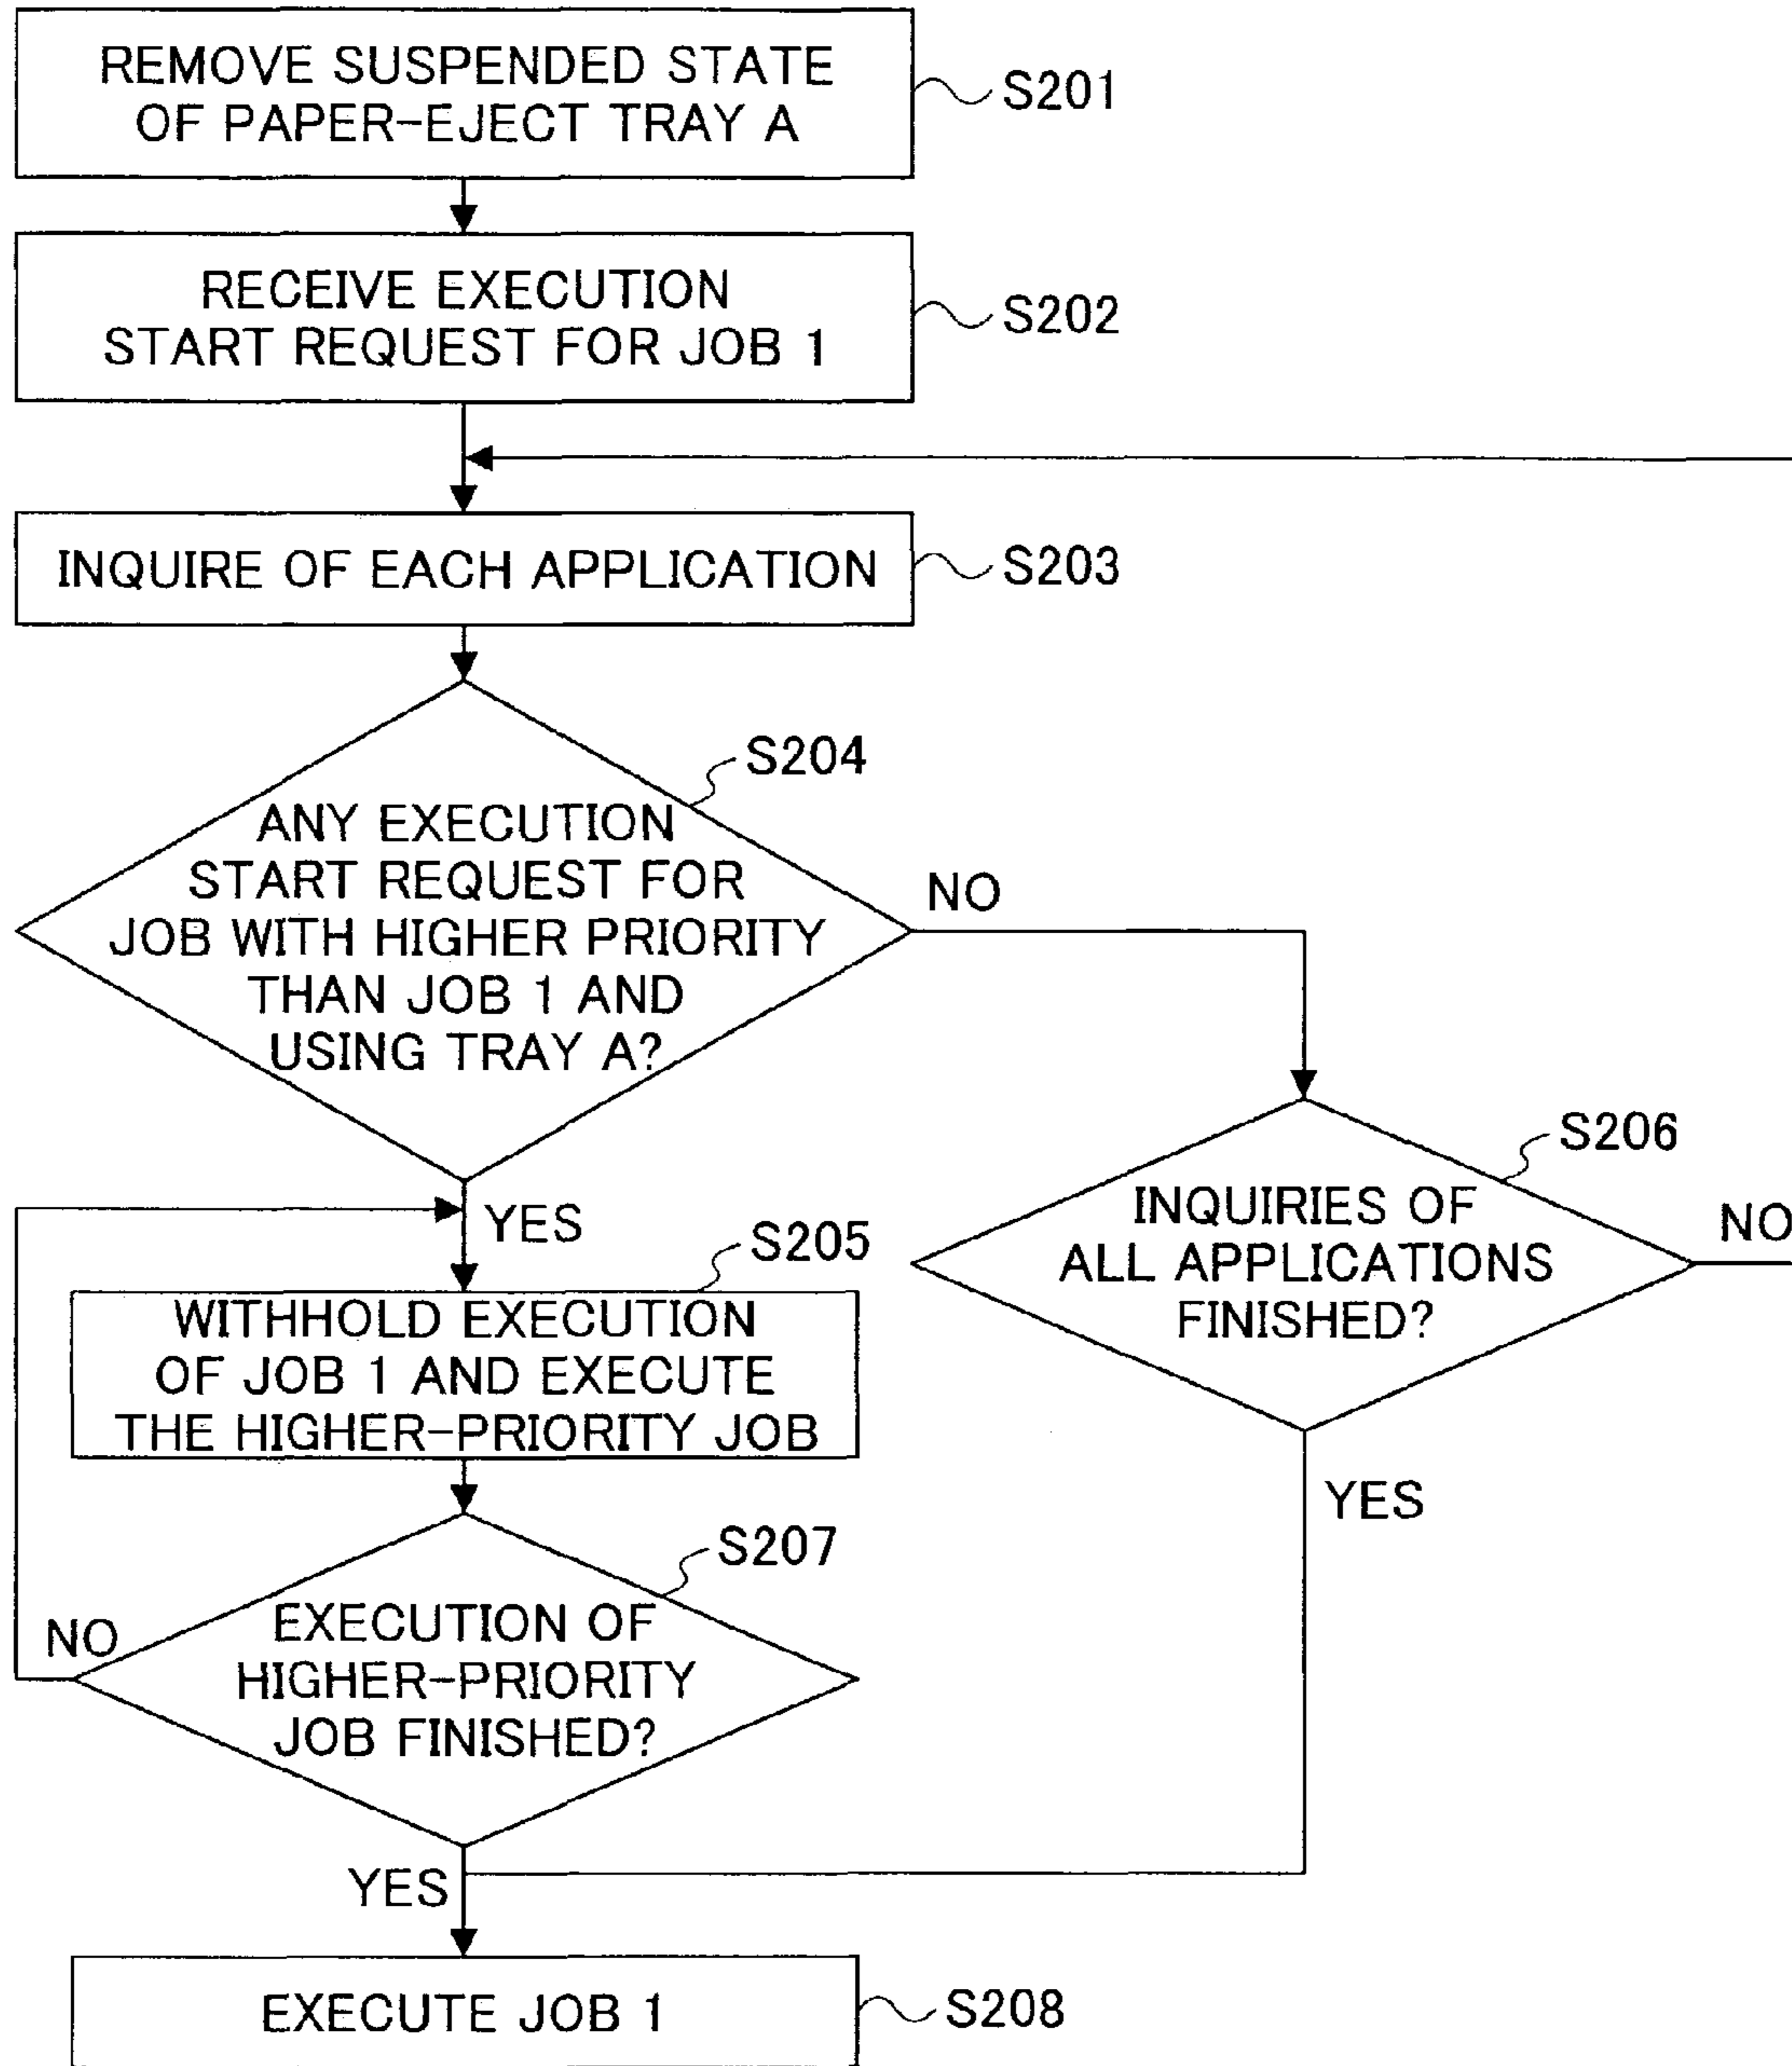 REMOVE SUSPENDED STATE
OF PAPER-EJECT TRAY A
S201
RECEIVE EXECUTION
START REQUEST FOR JOB 1
S202
INQUIRE OF EACH APPLICATION
S203
S204
ANY EXECUTION
START REQUEST FOR
JOB WITH HIGHER PRIORITY
THAN JOB 1 AND
USING TRAY A?
NO
YES
S206
INQUIRIES OF
ALL APPLICATIONS
FINISHED?
NO
YES
S205
WITHHOLD EXECUTION
OF JOB 1 AND EXECUTE
THE HIGHER-PRIORITY JOB
S207
EXECUTION OF
HIGHER-PRIORITY
JOB FINISHED?
NO
YES
EXECUTE JOB 1
S208